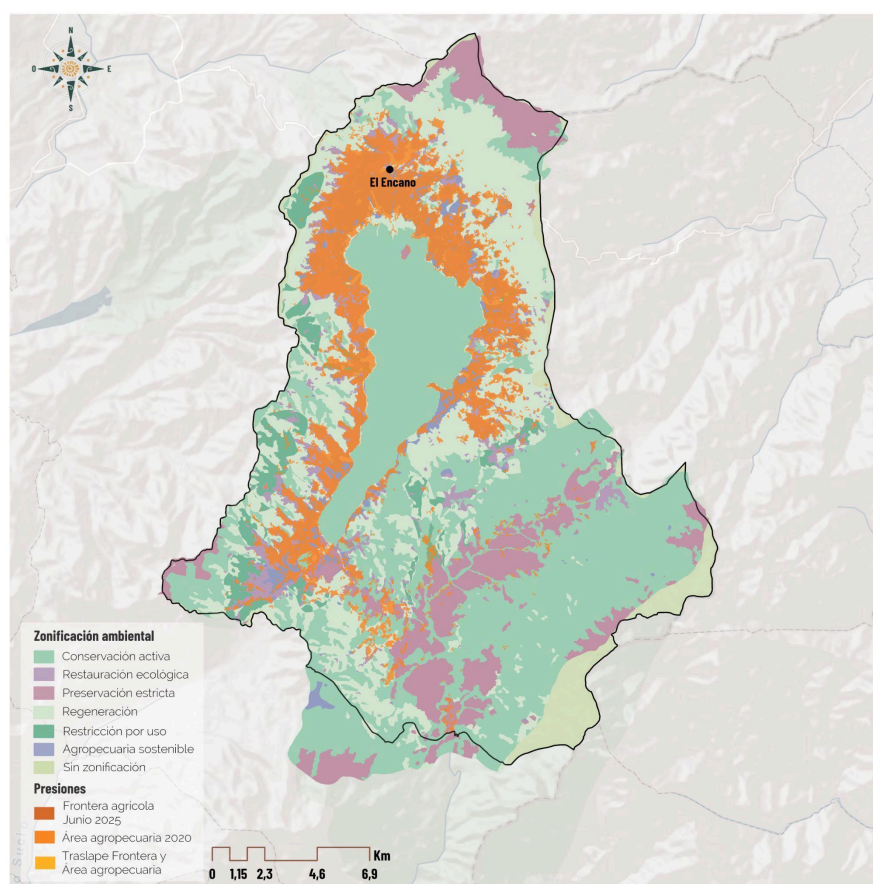 N
O
E
S
El Encano
Zonificación ambiental
Conservación activa
Restauración ecológica
Preservación estricta
Regeneración
Restricción por uso
Agropecuaria sostenible
Sin zonificación
Presiones
Frontera agrícola
Junio 2025
Área agropecuaria 2020
Traslape Frontera y
Área agropecuaria
Km
0 1,15 2,3 4,6 6,9